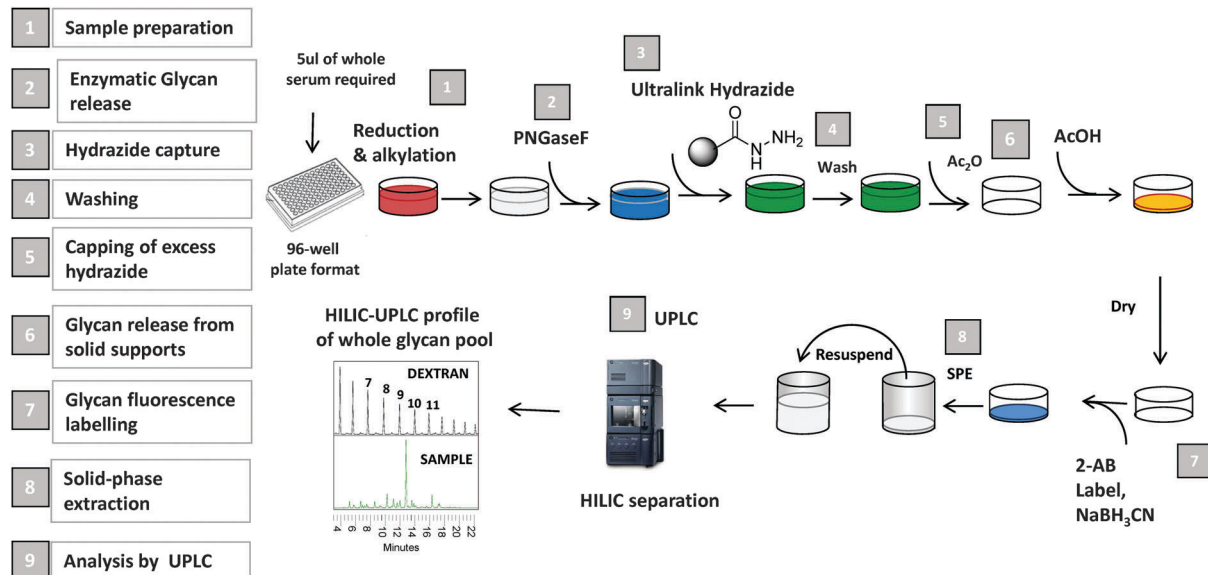 1 Sample preparation
2 Enzymatic Glycan
release
3 Hydrazide capture
4 Washing
5 Capping of excess
hydrazide
6 Glycan release from
solid supports
7 Glycan fluorescence
labelling
8 Solid-phase
extraction
9 Analysis by UPLC
5ul of whole
serum required
96-well
plate format
1
Reduction
& alkylation
2
PNGaseF
3
Ultralink Hydrazide
O
N
H
NH₂
4
Wash
5
Ac₂O
6
AcOH
Dry
7
2-AB
Label,
NaBH₃CN
8
SPE
Resuspend
9 UPLC
HILIC separation
HILIC-UPLC profile
of whole glycan pool
DEXTRAN
7 8 9 10 11
SAMPLE
4 6 8 10 12 14 16 18 20 22
Minutes